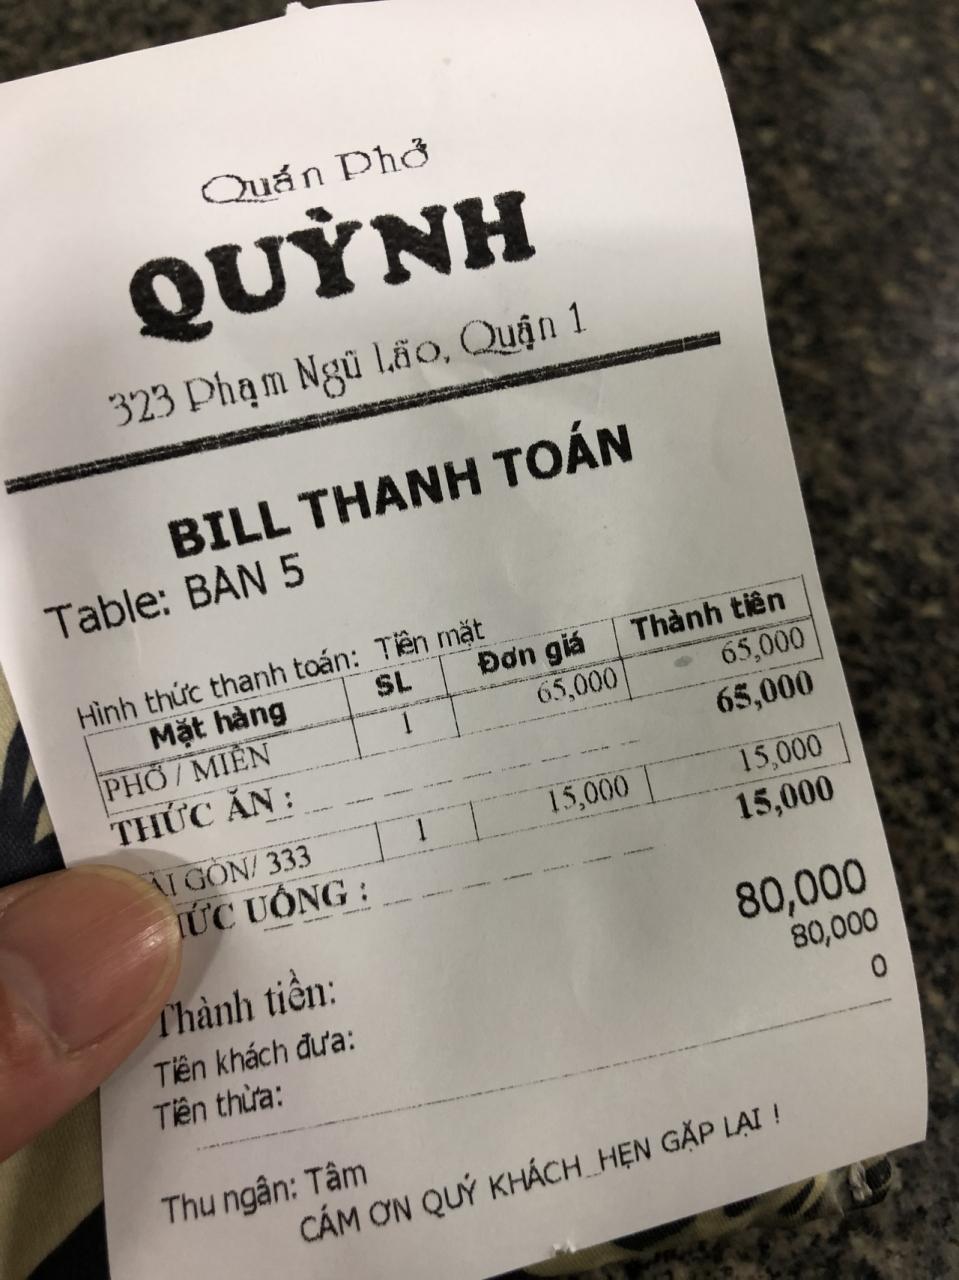 Quán Phở
QUỲNH
323 Phạm Ngũ Lão, Quận 1
BILL THANH TOÁN
Table: BÀN 5
Hình thức thanh toán: Tiền mặt
Mặt hàng SL Đơn giá Thành tiền
PHỞ / MIẾN 1 65,000 65,000
THỨC ĂN : 65,000
GÒN/ 333 1 15,000 15,000
UỐNG : 15,000
Thành tiền: 80,000
Tiền khách đưa: 80,000
Tiền thừa: 0
Thu ngân: Tâm
CÁM ƠN QUÝ KHÁCH_HẸN GẶP LẠI !